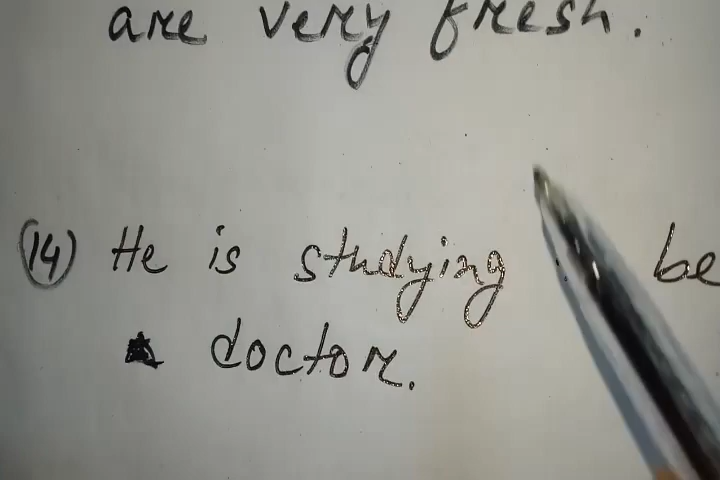 are very fresh.
(14) He is studying be
doctor.